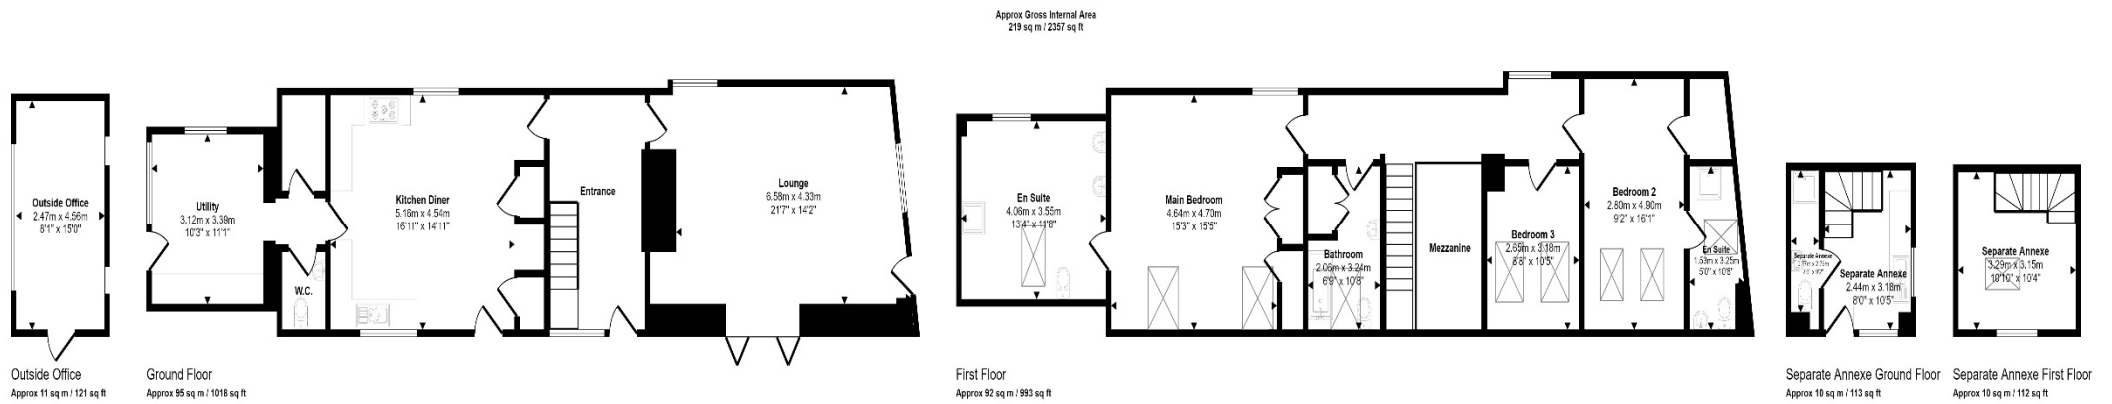 Approx Gross Internal Area
219 sq m / 2357 sq ft
Outside Office
2.47m x 4.56m
8'1" x 15'0"
Utility
3.12m x 3.39m
10'3" x 11'1"
W.C.
Kitchen Diner
5.16m x 4.54m
16'11" x 14'11"
Entrance
Lounge
6.58m x 4.33m
21'7" x 14'2"
En Suite
4.06m x 3.55m
13'4" x 11'8"
Main Bedroom
4.64m x 4.70m
15'3" x 15'5"
Bathroom
2.06m x 3.24m
6'9" x 10'8"
Mezzanine
Bedroom 3
2.65m x 3.18m
8'8" x 10'5"
Bedroom 2
2.80m x 4.90m
9'2" x 16'1"
En Suite
1.53m x 3.25m
5'0" x 10'8"
Separate Annexe
Separate Annexe
2.44m x 3.18m
8'0" x 10'5"
Separate Annexe
3.29m x 3.15m
10'10" x 10'4"
Outside Office
Approx 11 sq m / 121 sq ft
Ground Floor
Approx 95 sq m / 1018 sq ft
First Floor
Approx 92 sq m / 993 sq ft
Separate Annexe Ground Floor
Approx 10 sq m / 113 sq ft
Separate Annexe First Floor
Approx 10 sq m / 112 sq ft